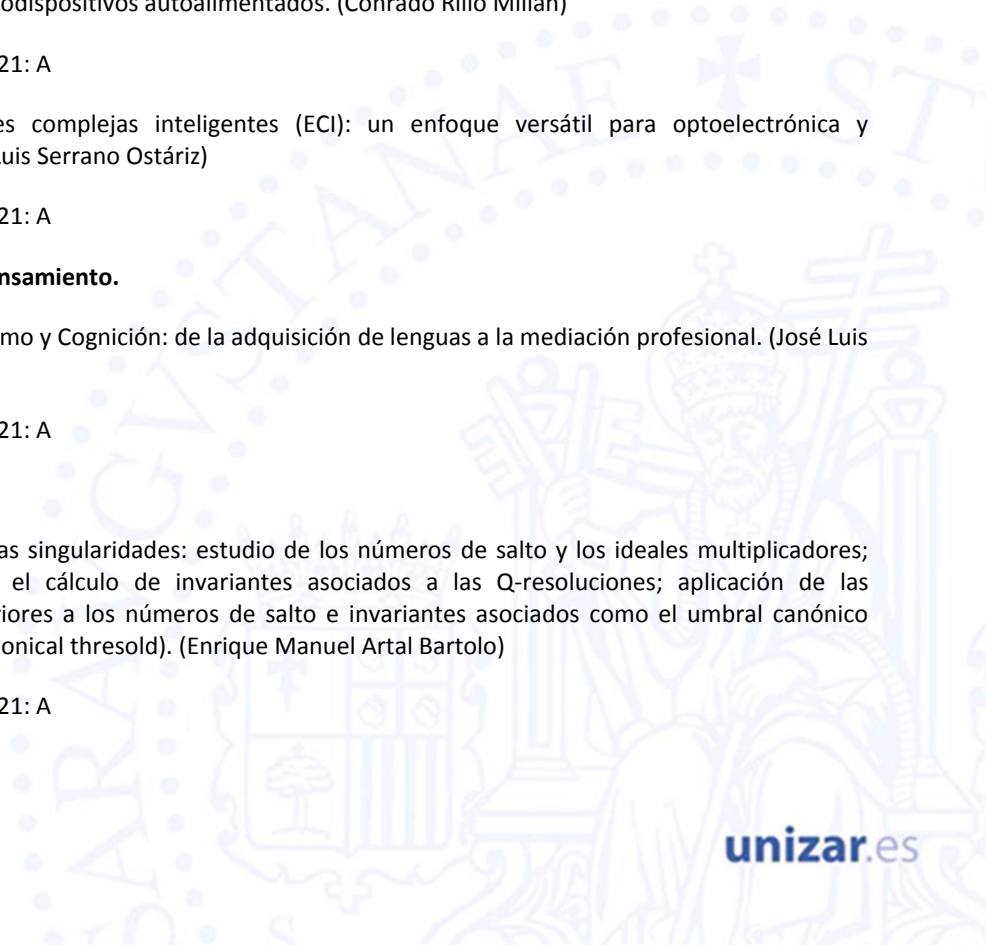 odispositivos autoalimentados. (Conrado Rillo Millán)
21: A
es complejas inteligentes (ECI): un enfoque versátil para optoelectrónica y
uis Serrano Ostáriz)
21: A
nsamiento.
mo y Cognición: de la adquisición de lenguas a la mediación profesional. (José Luis
21: A
as singularidades: estudio de los números de salto y los ideales multiplicadores;
el cálculo de invariantes asociados a las Q-resoluciones; aplicación de las
riores a los números de salto e invariantes asociados como el umbral canónico
onical thresold). (Enrique Manuel Artal Bartolo)
21: A
unizar.es